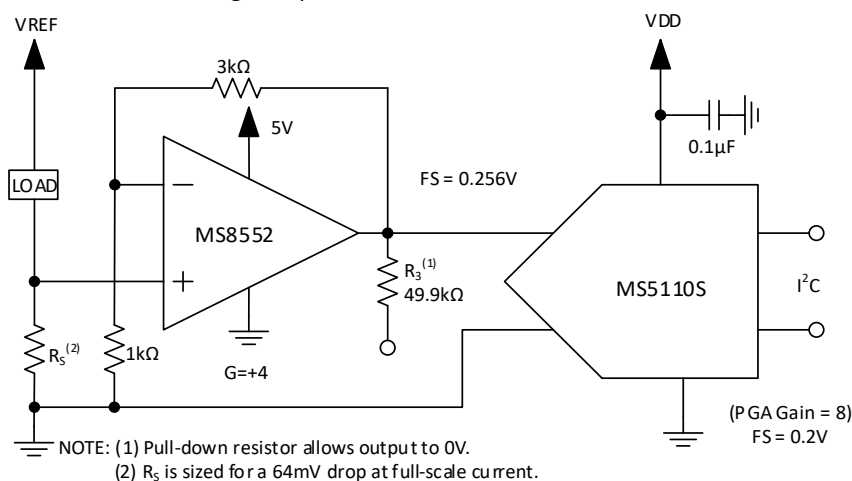 VREF
VDD
3kΩ
5V
0.1µF
LOAD
FS = 0.256V
MS8552
R3(1)
49.9kΩ
MS5110S
I2C
RS(2)
1kΩ
G=+4
(PGA Gain = 8)
FS = 0.2V
NOTE: (1) Pull-down resistor allows output to 0V.
(2) RS is sized for a 64mV drop at full-scale current.